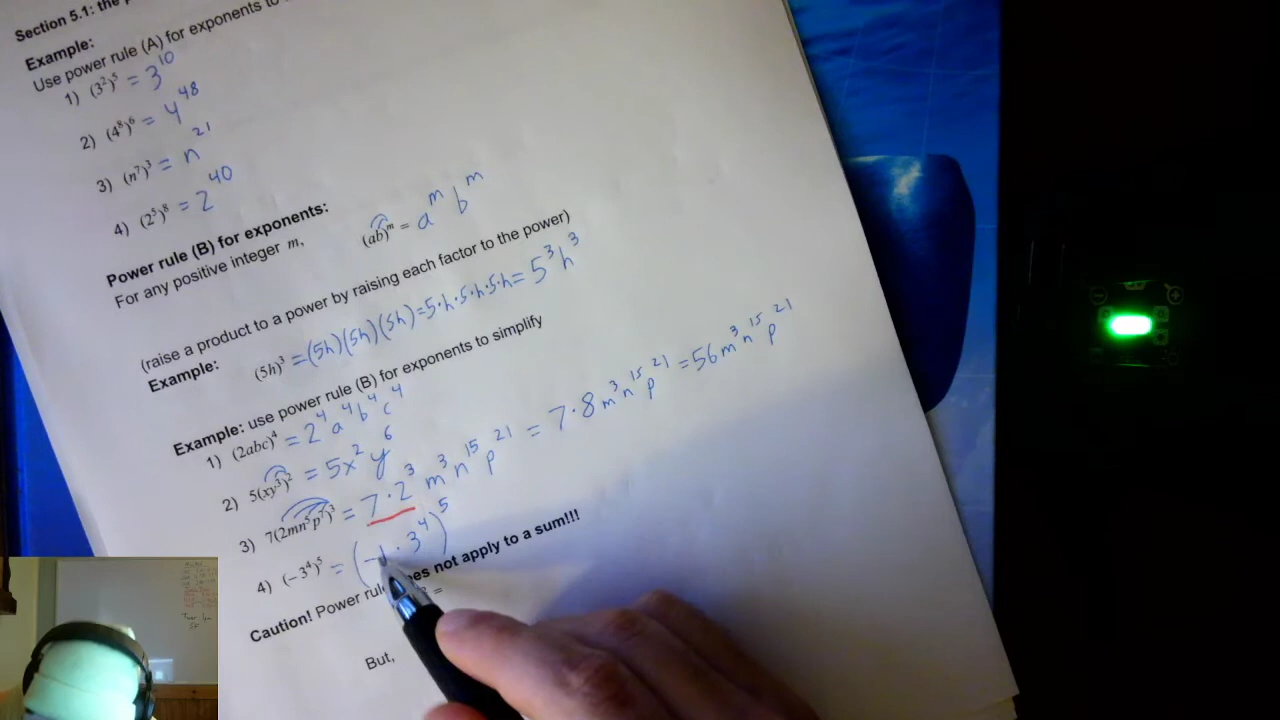 Section 5.1: the
Example:
Use power rule (A) for exponents to
1) (3²)⁵ = 3¹⁰
2) (4⁸)⁶ = 4⁴⁸
3) (n⁷)³ = n²¹
4) (2⁵)⁸ = 2⁴⁰
Power rule (B) for exponents:
For any positive integer m, (ab)ᵐ = aᵐ bᵐ
(raise a product to a power by raising each factor to the power)
Example: (5h)³ = (5h)(5h)(5h) = 5·h·5·h·5·h = 5³h³
Example: use power rule (B) for exponents to simplify
1) (2abc)⁴ = 2⁴a⁴b⁴c⁴
2) 5(xy³)² = 5x²y⁶
3) 7(2mn⁵p⁷)³ = 7·2³m³n¹⁵p²¹ = 7·8m³n¹⁵p²¹ = 56m³n¹⁵p²¹
4) (−3⁴)⁵ = (−1·3⁴)⁵
Caution! Power rule does not apply to a sum!!!
=
But,